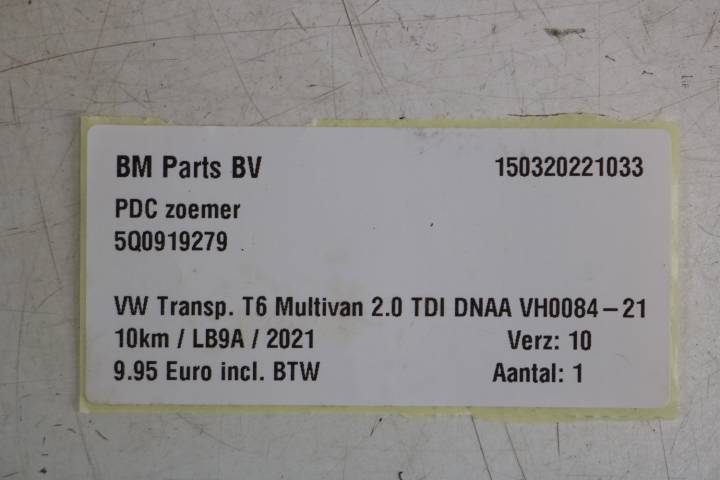 BM Parts BV 150320221033
PDC zoemer
5Q0919279
VW Transp. T6 Multivan 2.0 TDI DNAA VH0084-21
10km / LB9A / 2021 Verz: 10
9.95 Euro incl. BTW Aantal: 1